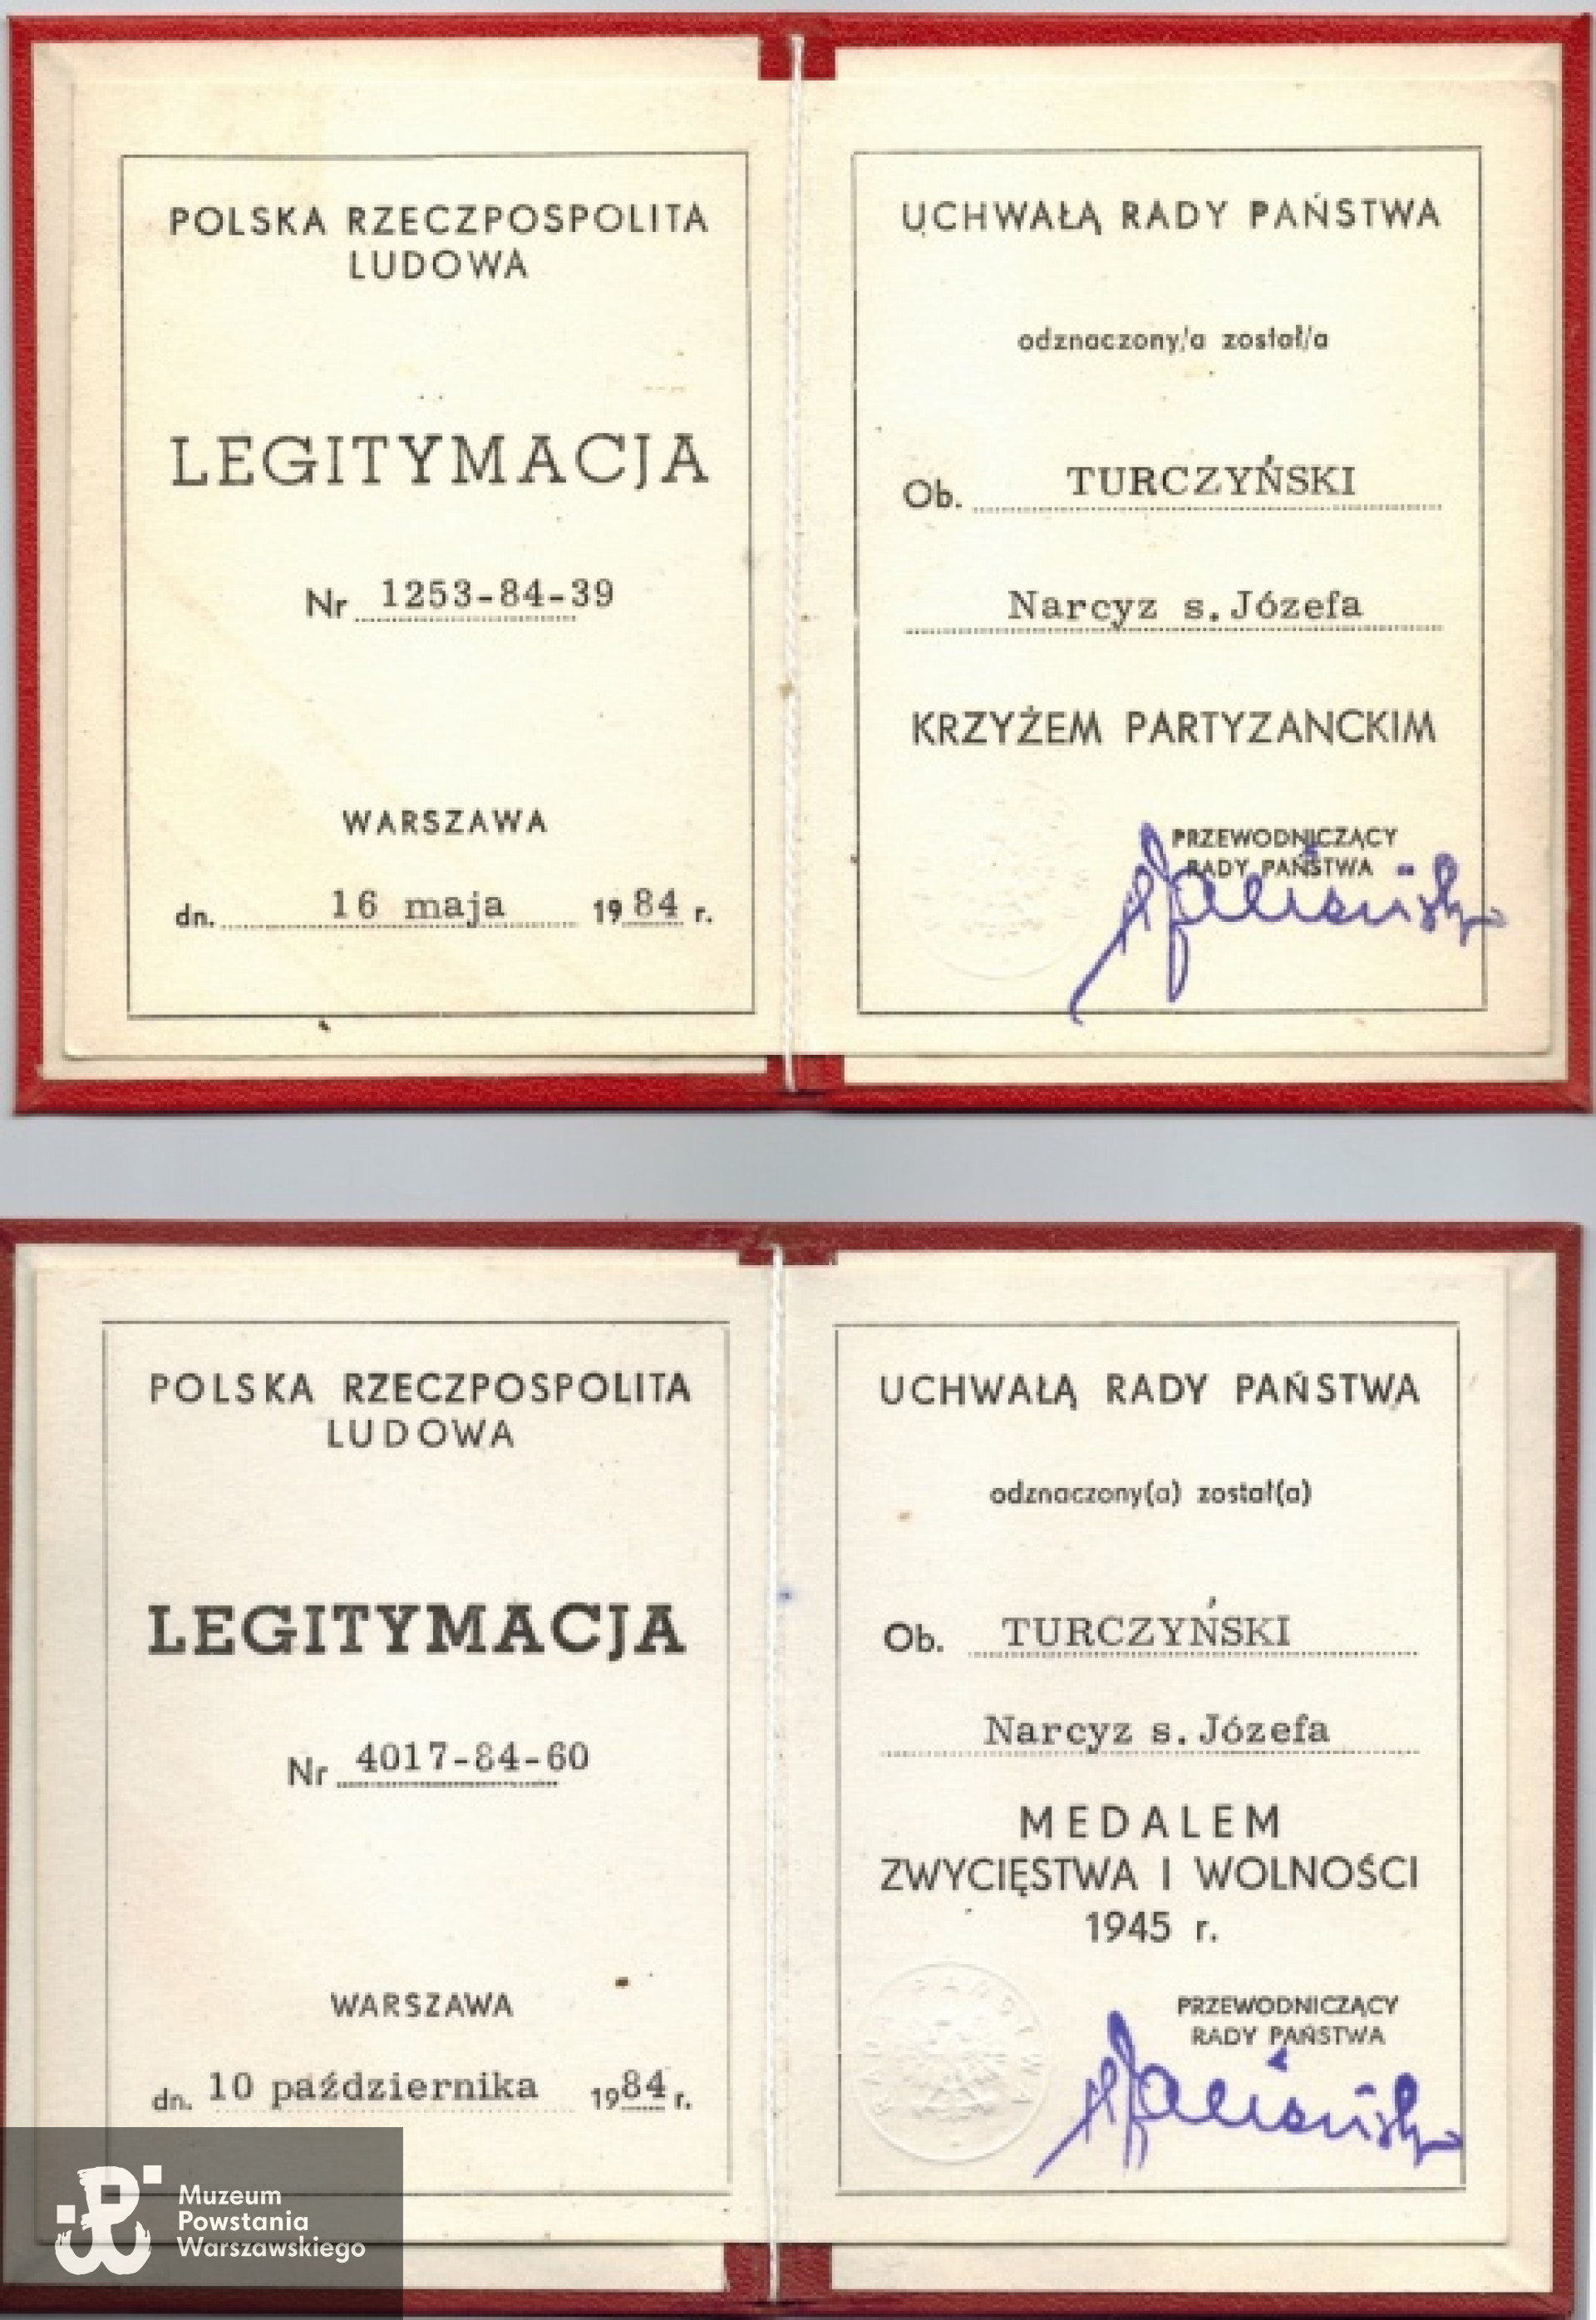 POLSKA RZECZPOSPOLITA
LUDOWA
LEGITYMACJA
Nr 1253-84-39
WARSZAWA
dn. 16 maja 1984 r.
UCHWAŁĄ RADY PAŃSTWA
odznaczony/a został/a
Ob. TURCZYŃSKI
Narcyz s. Józefa
KRZYŻEM PARTYZANCKIM
PRZEWODNICZĄCY
RADY PAŃSTWA
POLSKA RZECZPOSPOLITA
LUDOWA
LEGITYMACJA
Nr 4017-84-60
WARSZAWA
dn. 10 października 1984 r.
UCHWAŁĄ RADY PAŃSTWA
odznaczony(a) został(a)
Ob. TURCZYŃSKI
Narcyz s. Józefa
MEDALEM
ZWYCIĘSTWA I WOLNOŚCI
1945 r.
PRZEWODNICZĄCY
RADY PAŃSTWA
Muzeum
Powstania
Warszawskiego